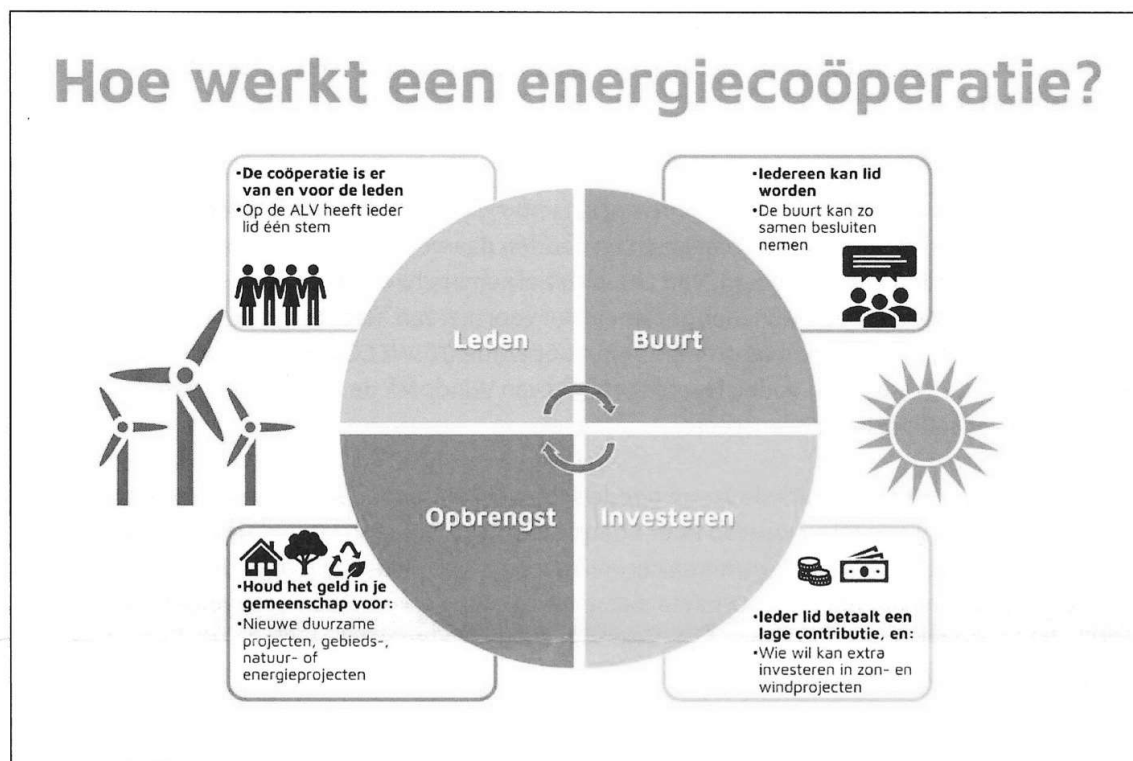 Hoe werkt een energiecoöperatie?
•De coöperatie is er
van en voor de leden
•Op de ALV heeft ieder
lid één stem
•Iedereen kan lid
worden
•De buurt kan zo
samen besluiten
nemen
Leden
Buurt
Opbrengst
Investeren
•Houd het geld in je
gemeenschap voor:
•Nieuwe duurzame
projecten, gebieds-,
natuur- of
energieprojecten
•Ieder lid betaalt een
lage contributie, en:
•Wie wil kan extra
investeren in zon- en
windprojecten